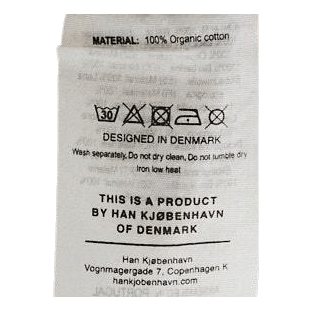 MATERIAL: 100% Organic cotton
30
DESIGNED IN DENMARK
Wash separately, Do not dry clean, Do not tumble dry
Iron low heat
THIS IS A PRODUCT
BY HAN KJØBENHAVN
OF DENMARK
Han Kjøbenhavn
Vognmagergade 7, Copenhagen K
hankjobenhavn.com